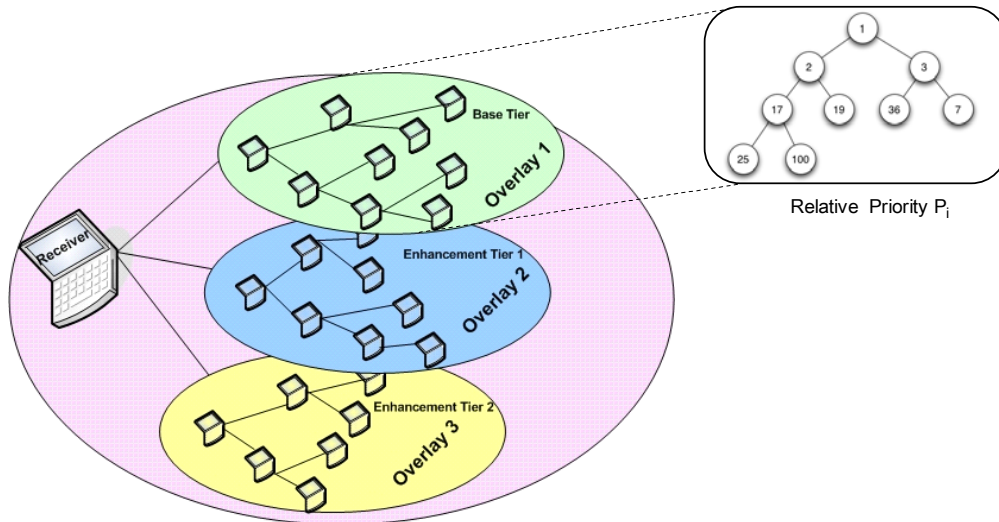 1
2
3
17
19
36
7
25
100
Relative Priority Pi
Receiver
Base Tier
Overlay 1
Enhancement Tier 1
Overlay 2
Enhancement Tier 2
Overlay 3